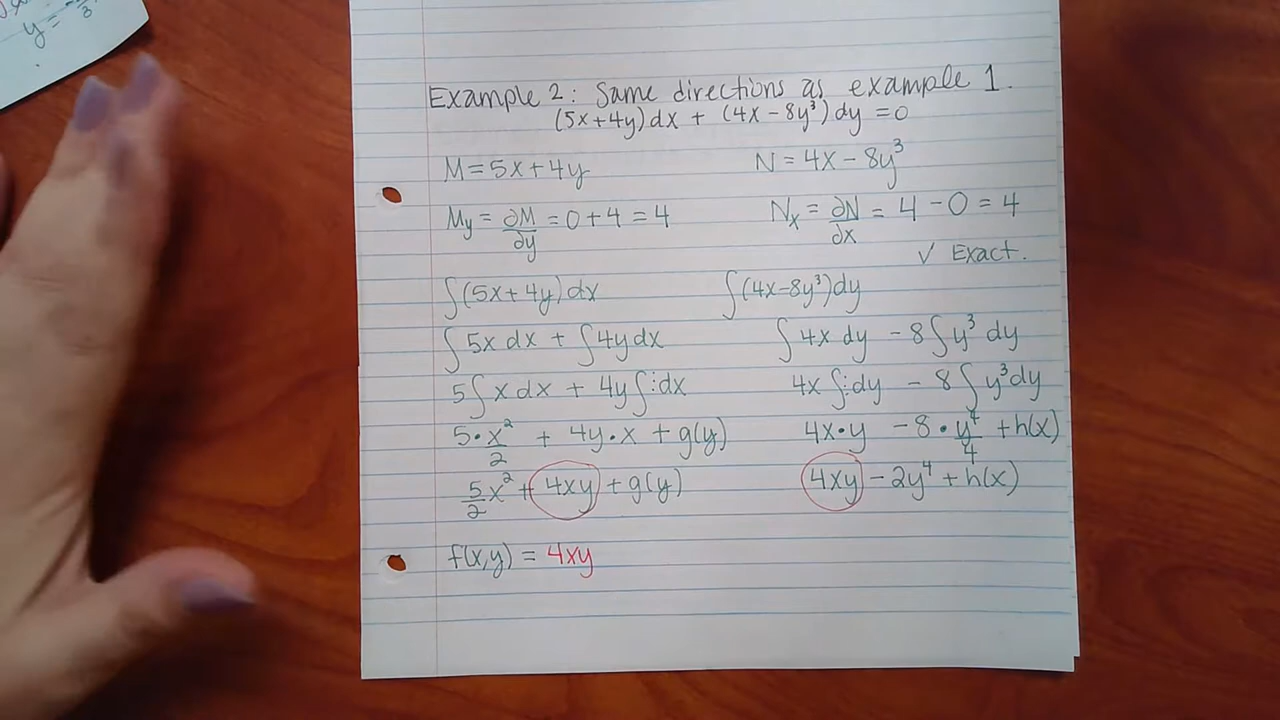 y =
Example 2: Same directions as example 1.
(5x+4y)dx + (4x-8y³)dy = 0
M = 5x + 4y N = 4x - 8y³
My = ∂M/∂y = 0 + 4 = 4 Nx = ∂N/∂x = 4 - 0 = 4
✓ Exact.
∫(5x+4y)dx ∫(4x-8y³)dy
∫5x dx + ∫4y dx ∫4x dy - 8∫y³ dy
5∫x dx + 4y∫1dx 4x∫1dy - 8∫y³dy
5·x²/2 + 4y·x + g(y) 4x·y - 8·y⁴/4 + h(x)
5/2x² + 4xy + g(y) 4xy - 2y⁴ + h(x)
f(x,y) = 4xy